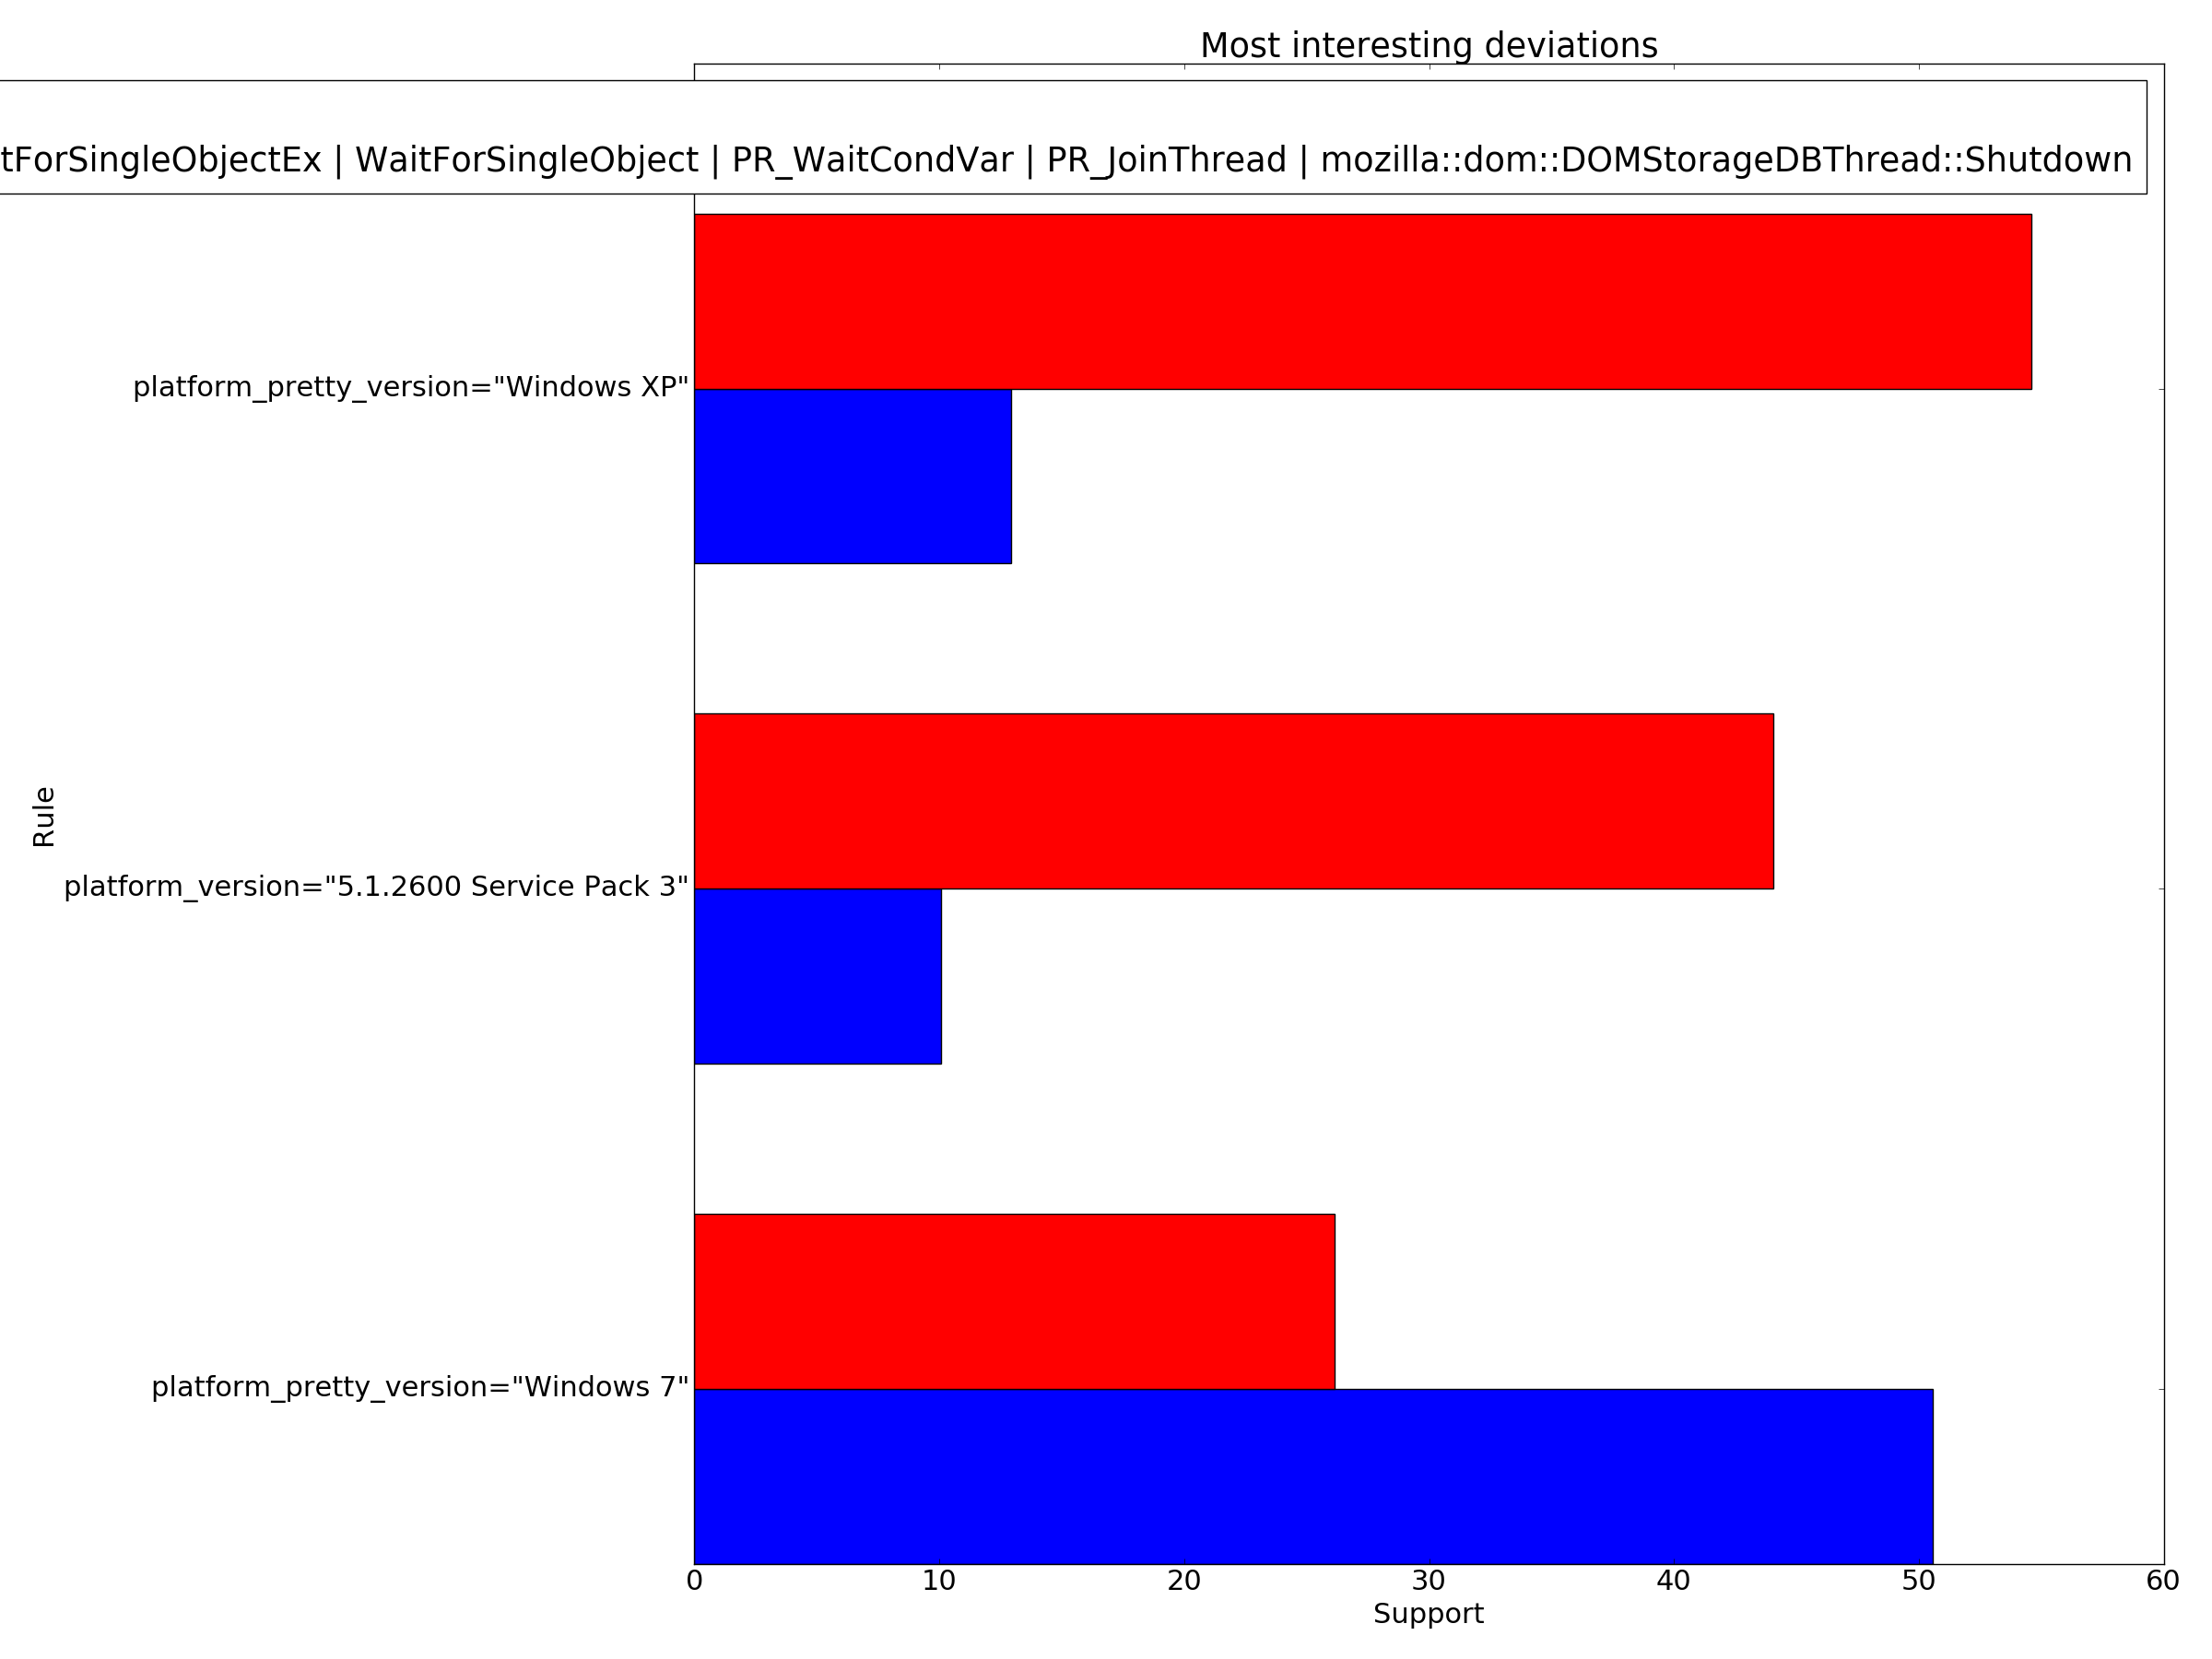 Most interesting deviations
tForSingleObjectEx | WaitForSingleObject | PR_WaitCondVar | PR_JoinThread | mozilla::dom::DOMStorageDBThread::Shutdown
platform_pretty_version="Windows XP"
Rule
platform_version="5.1.2600 Service Pack 3"
platform_pretty_version="Windows 7"
0 10 20 30 40 50 60
Support